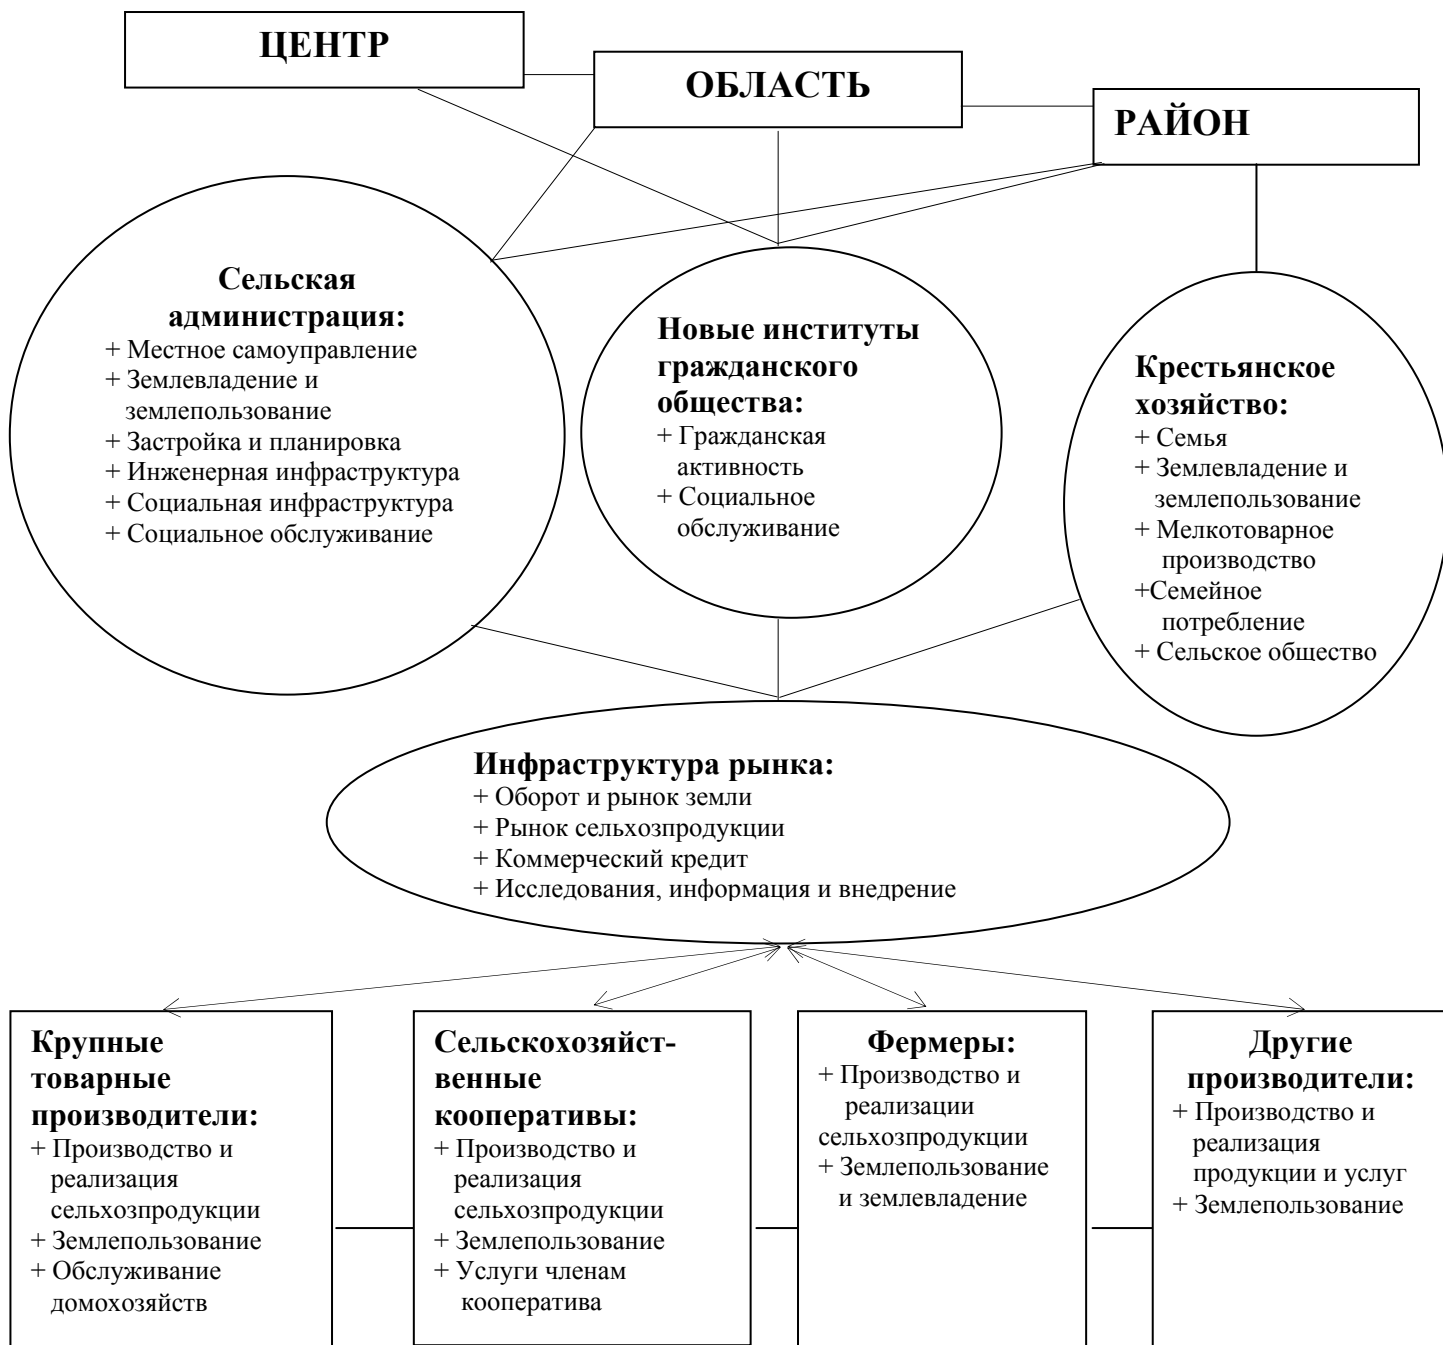 ЦЕНТР
ОБЛАСТЬ
РАЙОН
Сельская
администрация:
+ Местное самоуправление
+ Землевладение и
землепользование
+ Застройка и планировка
+ Инженерная инфраструктура
+ Социальная инфраструктура
+ Социальное обслуживание
Новые институты
гражданского
общества:
+ Гражданская
активность
+ Социальное
обслуживание
Крестьянское
хозяйство:
+ Семья
+ Землевладение и
землепользование
+ Мелкотоварное
производство
+Семейное
потребление
+ Сельское общество
Инфраструктура рынка:
+ Оборот и рынок земли
+ Рынок сельхозпродукции
+ Коммерческий кредит
+ Исследования, информация и внедрение
Крупные
товарные
производители:
+ Производство и
реализация
сельхозпродукции
+ Землепользование
+ Обслуживание
домохозяйств
Сельскохозяйст-
венные
кооперативы:
+ Производство и
реализация
сельхозпродукции
+ Землепользование
+ Услуги членам
кооператива
Фермеры:
+ Производство и
реализации
сельхозпродукции
+ Землепользование
и землевладение
Другие
производители:
+ Производство и
реализация
продукции и услуг
+ Землепользование